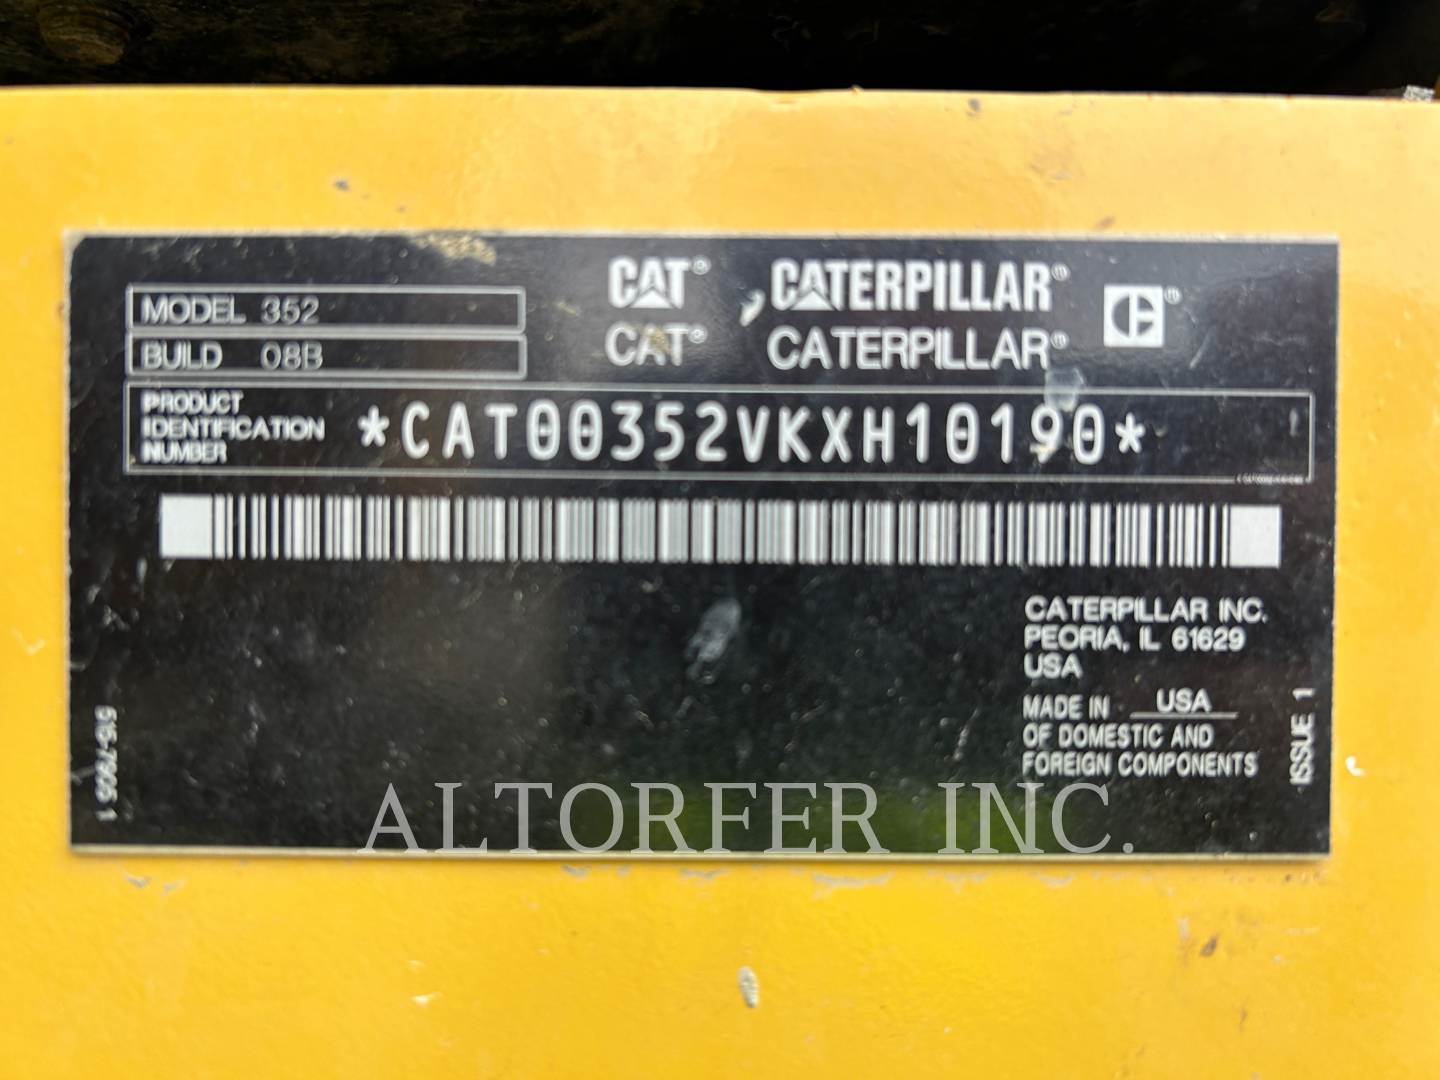 MODEL 352
BUILD 08B
CAT® CATERPILLAR®
CAT® CATERPILLAR®
PRODUCT
IDENTIFICATION
NUMBER
*CAT00352VKXH10190*
CATERPILLAR INC.
PEORIA, IL 61629
USA
MADE IN USA
OF DOMESTIC AND
FOREIGN COMPONENTS
ISSUE 1
ALTORFER INC.